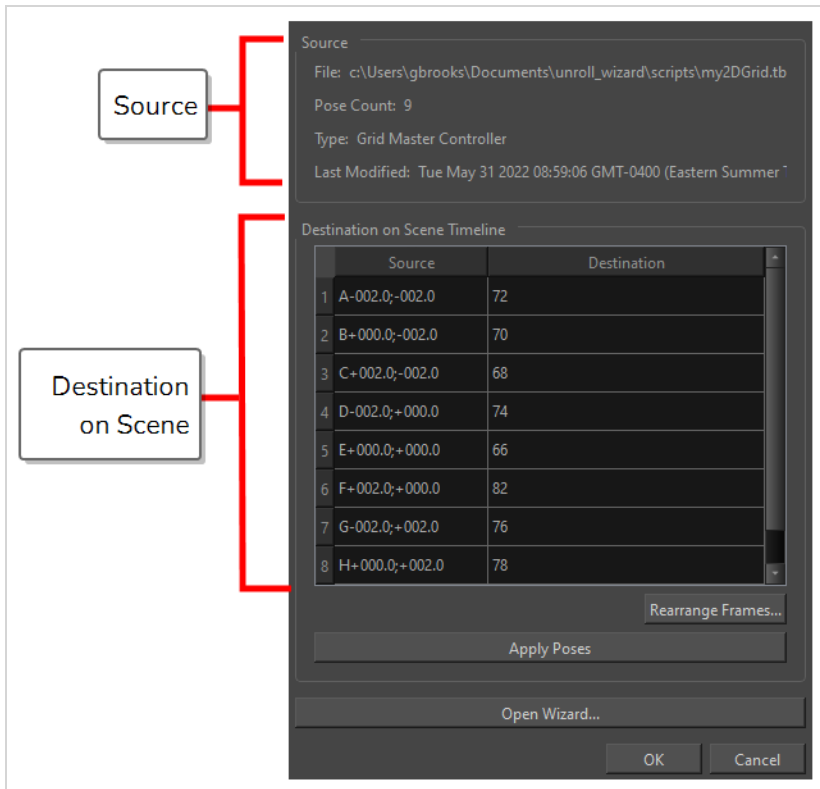 Source
Source
File: c:\Users\gbrooks\Documents\unroll_wizard\scripts\my2DGrid.tb
Pose Count: 9
Type: Grid Master Controller
Last Modified: Tue May 31 2022 08:59:06 GMT-0400 (Eastern Summer
Destination
on Scene
Destination on Scene Timeline
Source Destination
1 A-002.0;-002.0 72
2 B+000.0;-002.0 70
3 C+002.0;-002.0 68
4 D-002.0;+000.0 74
5 E+000.0;+000.0 66
6 F+002.0;+000.0 82
7 G-002.0;+002.0 76
8 H+000.0;+002.0 78
Rearrange Frames...
Apply Poses
Open Wizard...
OK Cancel